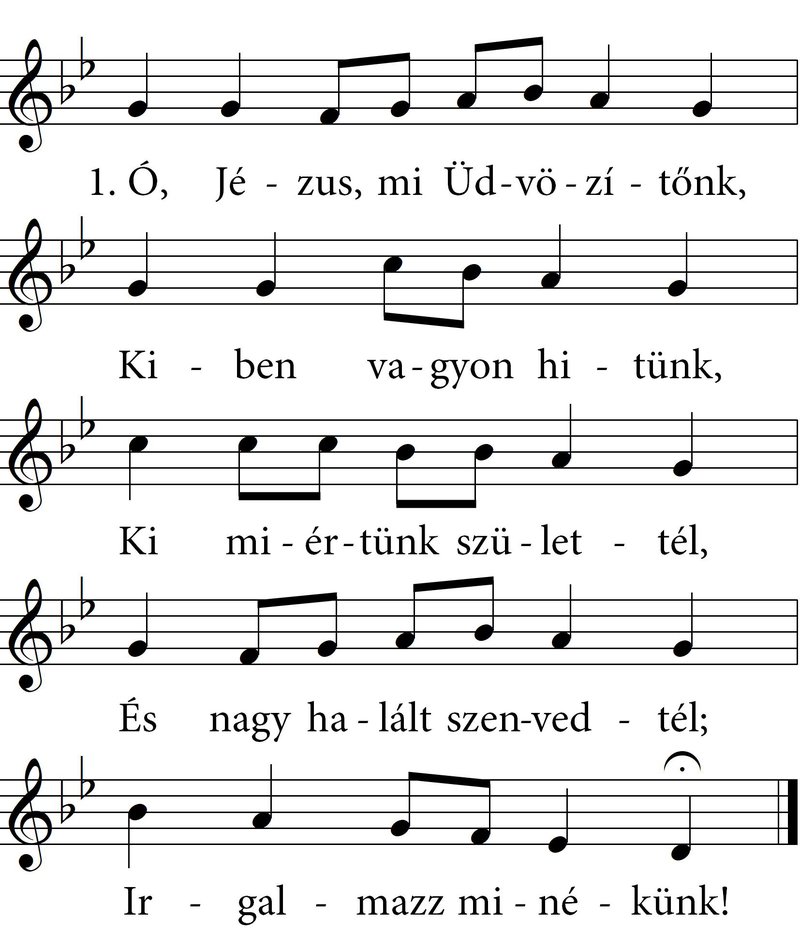 1. Ó, Jé - zus, mi Üd - vö - zí - tőnk,
Ki - ben va - gyon hi - tünk,
Ki mi - ér - tünk szü - let - tél,
És nagy ha - lált szen - ved - tél;
Ir - gal - mazz mi - né - künk!